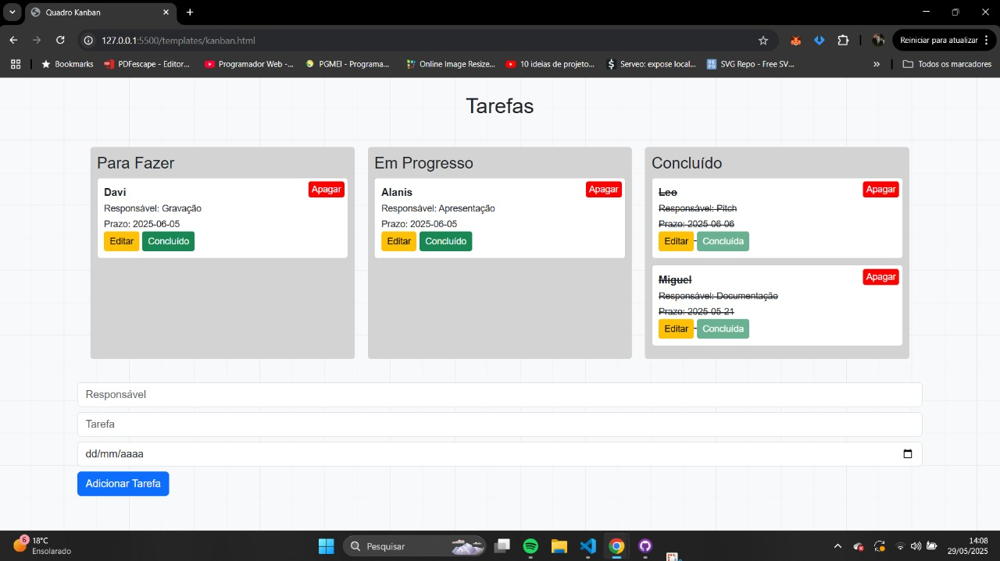 Quadro Kanban
127.0.0.1:5500/templates/kanban.html
Reiniciar para atualizar
Bookmarks
PDFescape - Editor...
Programador Web -...
PGMEI - Programa...
Online Image Resize...
10 ideias de projeto...
Serveo: expose local...
SVG Repo - Free SV...
»
Todos os marcadores
Tarefas
Para Fazer
Davi
Apagar
Responsável: Gravação
Prazo: 2025-06-05
Editar
Concluído
Em Progresso
Alanis
Apagar
Responsável: Apresentação
Prazo: 2025-06-05
Editar
Concluído
Concluído
Leo
Apagar
Responsável: Pitch
Prazo: 2025-06-06
Editar
Concluída
Miguel
Apagar
Responsável: Documentação
Prazo: 2025-05-21
Editar
Concluída
Responsável
Tarefa
dd/mm/aaaa
Adicionar Tarefa
6
18°C
Ensolarado
Pesquisar
14:08
29/05/2025